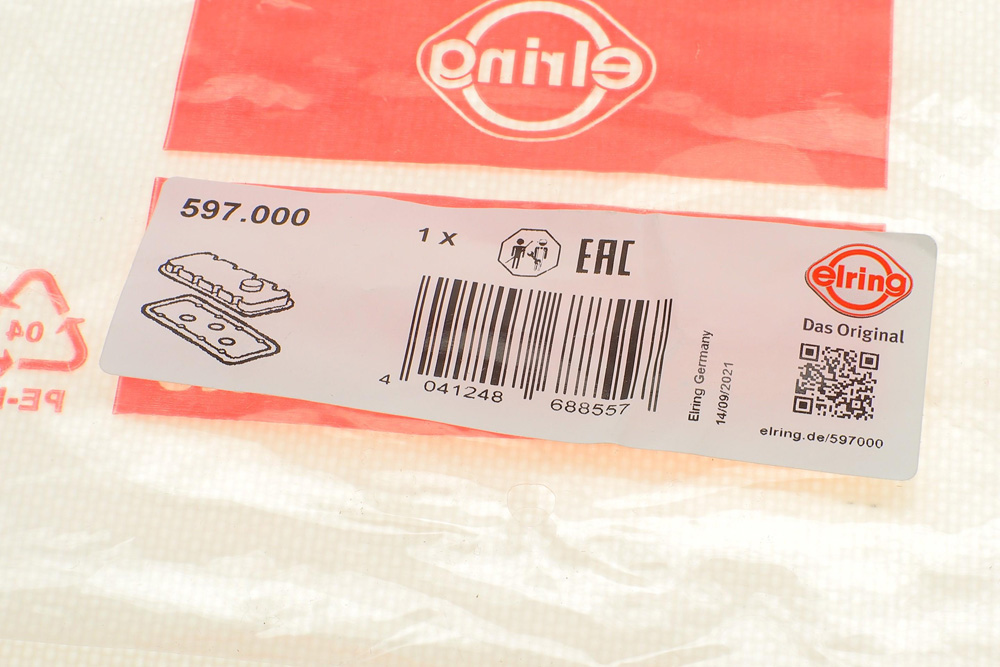 elring
597.000
1 x
EAC
elring
Das Original
4 041248 688557
Elring Germany
14/09/2021
elring.de/597000
04